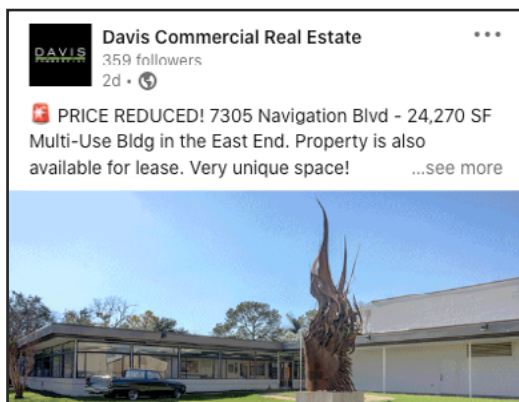 DAVIS
COMMERCIAL
Davis Commercial Real Estate
359 followers
2d •
PRICE REDUCED! 7305 Navigation Blvd - 24,270 SF
Multi-Use Bldg in the East End. Property is also
available for lease. Very unique space! ...see more